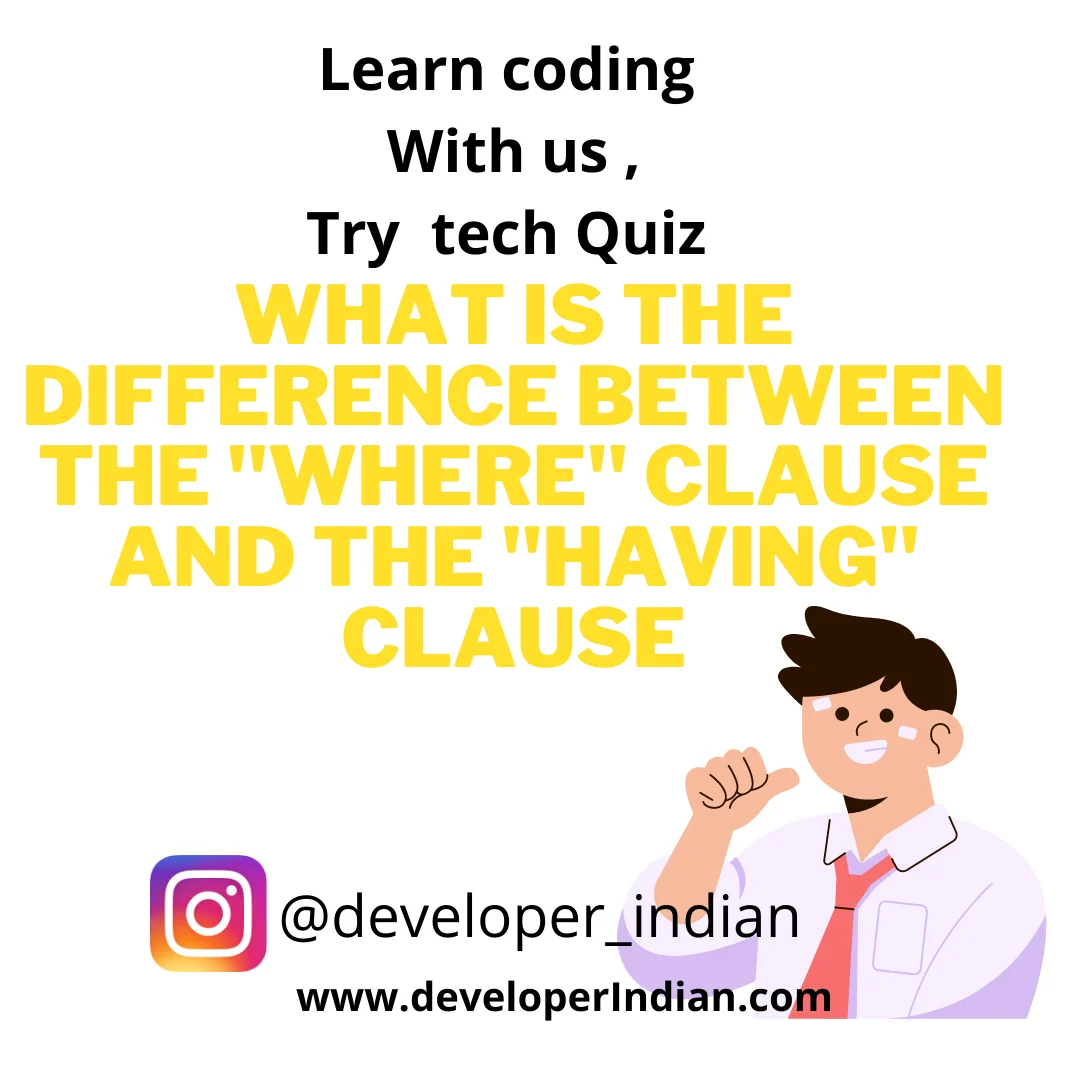 Learn coding
With us ,
Try tech Quiz
WHAT IS THE
DIFFERENCE BETWEEN
THE "WHERE" CLAUSE
AND THE "HAVING"
CLAUSE
@developer_indian
www.developerIndian.com